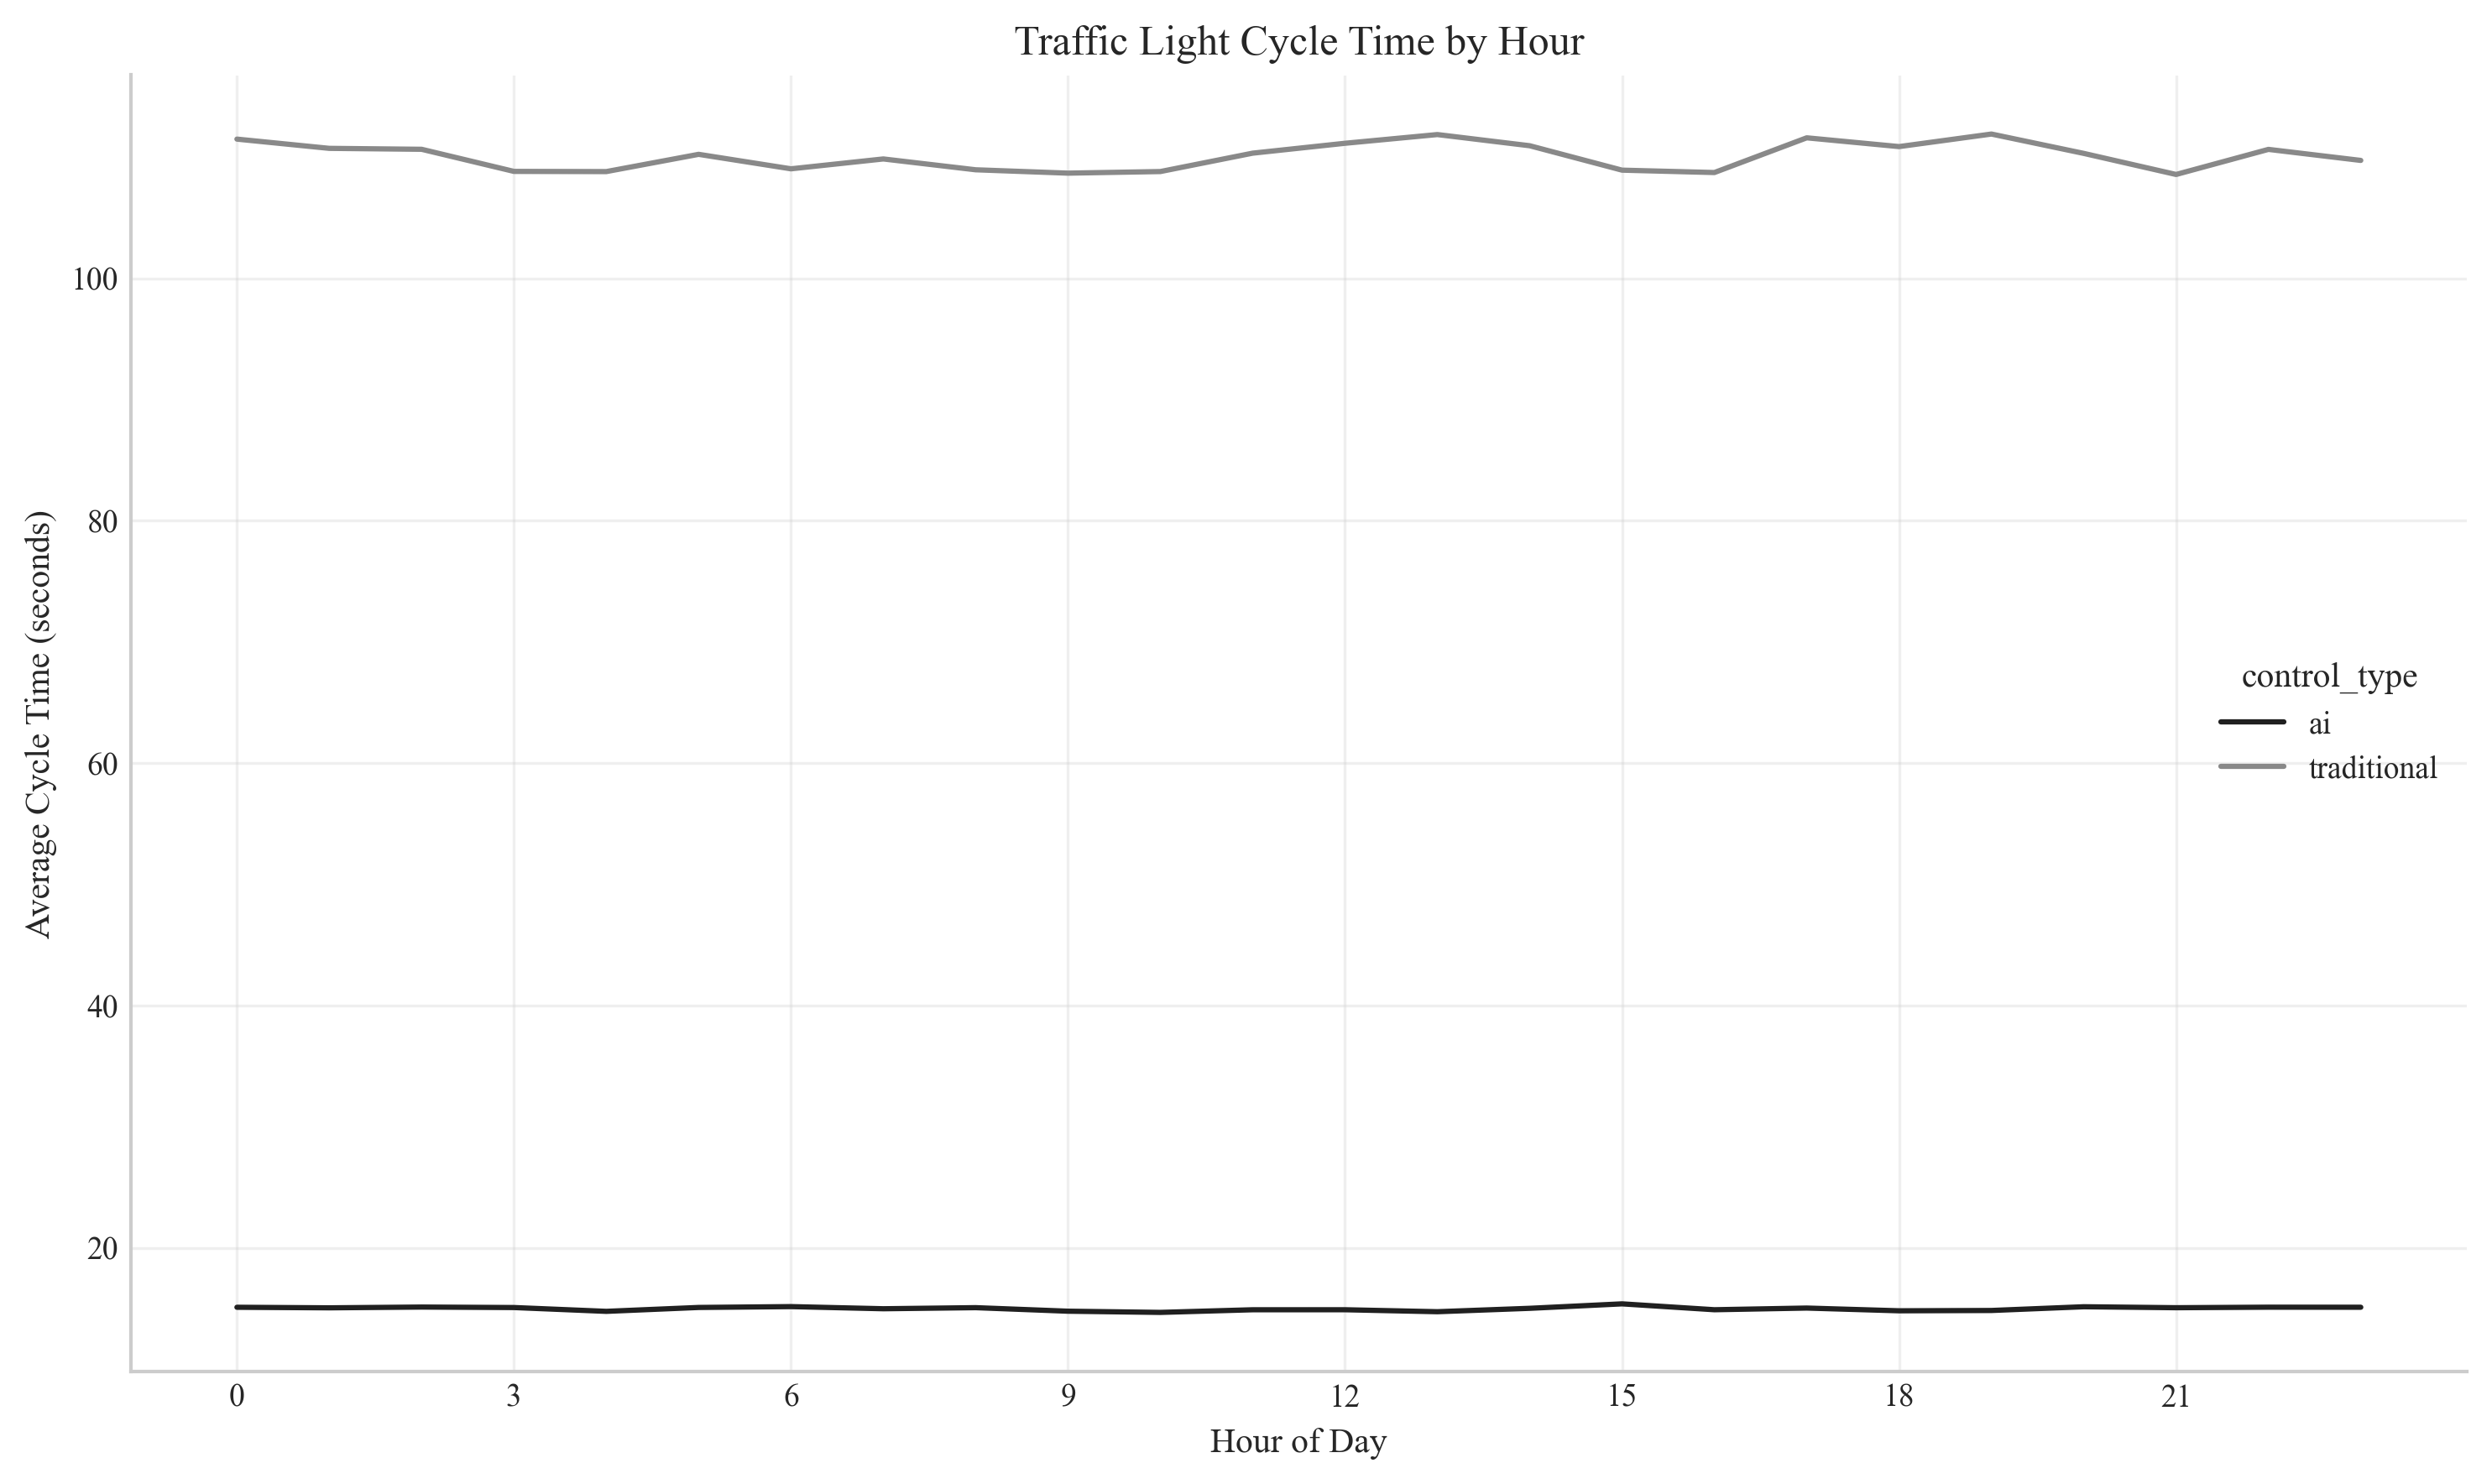 Traffic Light Cycle Time by Hour
Average Cycle Time (seconds)
100
80
60
40
20
control_type
ai
traditional
0 3 6 9 12 15 18 21
Hour of Day